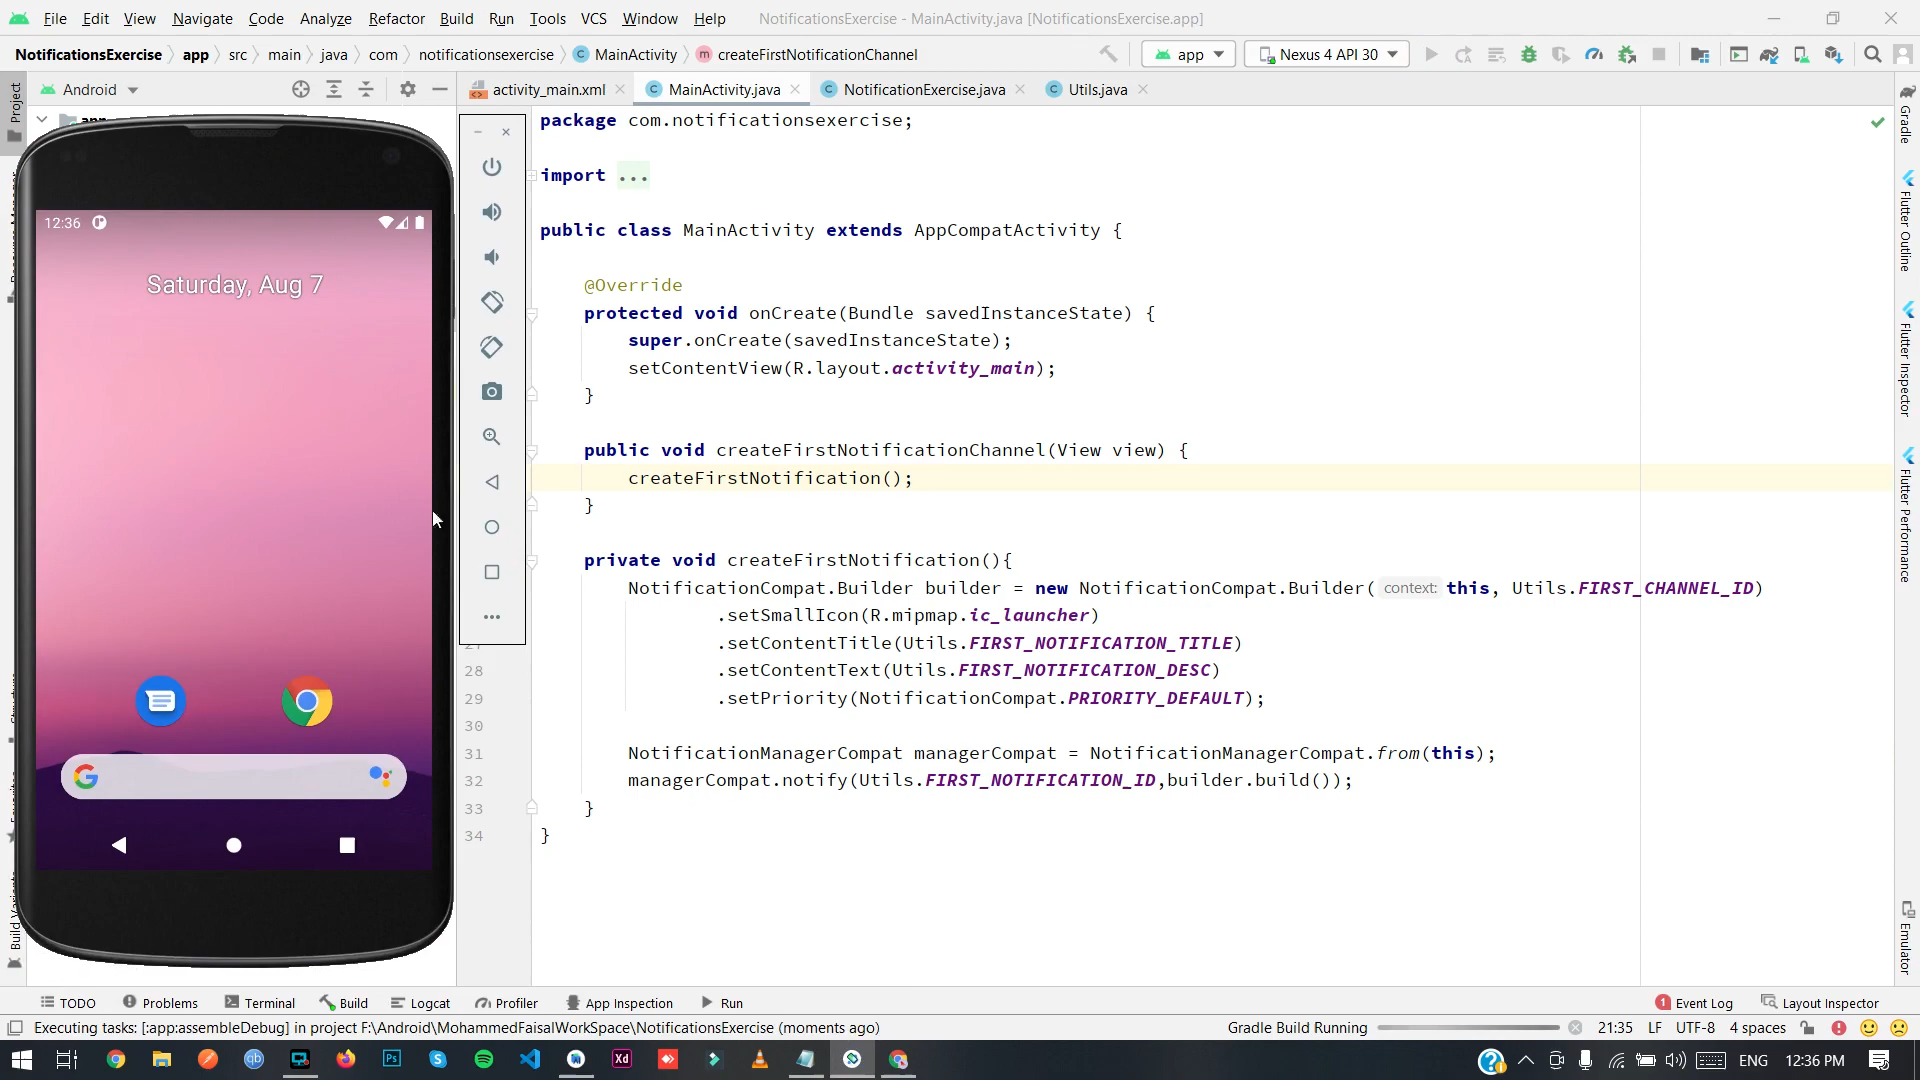 File Edit View Navigate Code Analyze Refactor Build Run Tools VCS Window Help NotificationsExercise - MainActivity.java [NotificationsExercise.app]
NotificationsExercise app src main java com notificationsexercise MainActivity createFirstNotificationChannel app Nexus 4 API 30
Android activity_main.xml MainActivity.java NotificationExercise.java Utils.java
Project
Gradle
Flutter Outline
Flutter Inspector
Flutter Performance
Emulator
12:36
Saturday, Aug 7
package com.notificationsexercise;
import ...
public class MainActivity extends AppCompatActivity {
@Override
protected void onCreate(Bundle savedInstanceState) {
super.onCreate(savedInstanceState);
setContentView(R.layout.activity_main);
}
public void createFirstNotificationChannel(View view) {
createFirstNotification();
}
private void createFirstNotification(){
NotificationCompat.Builder builder = new NotificationCompat.Builder( context: this, Utils.FIRST_CHANNEL_ID)
.setSmallIcon(R.mipmap.ic_launcher)
.setContentTitle(Utils.FIRST_NOTIFICATION_TITLE)
28 .setContentText(Utils.FIRST_NOTIFICATION_DESC)
29 .setPriority(NotificationCompat.PRIORITY_DEFAULT);
30
31 NotificationManagerCompat managerCompat = NotificationManagerCompat.from(this);
32 managerCompat.notify(Utils.FIRST_NOTIFICATION_ID,builder.build());
33 }
34 }
TODO Problems Terminal Build Logcat Profiler App Inspection Run 1 Event Log Layout Inspector
Executing tasks: [:app:assembleDebug] in project F:\Android\MohammedFaisalWorkSpace\NotificationsExercise (moments ago) Gradle Build Running 21:35 LF UTF-8 4 spaces
ENG 12:36 PM